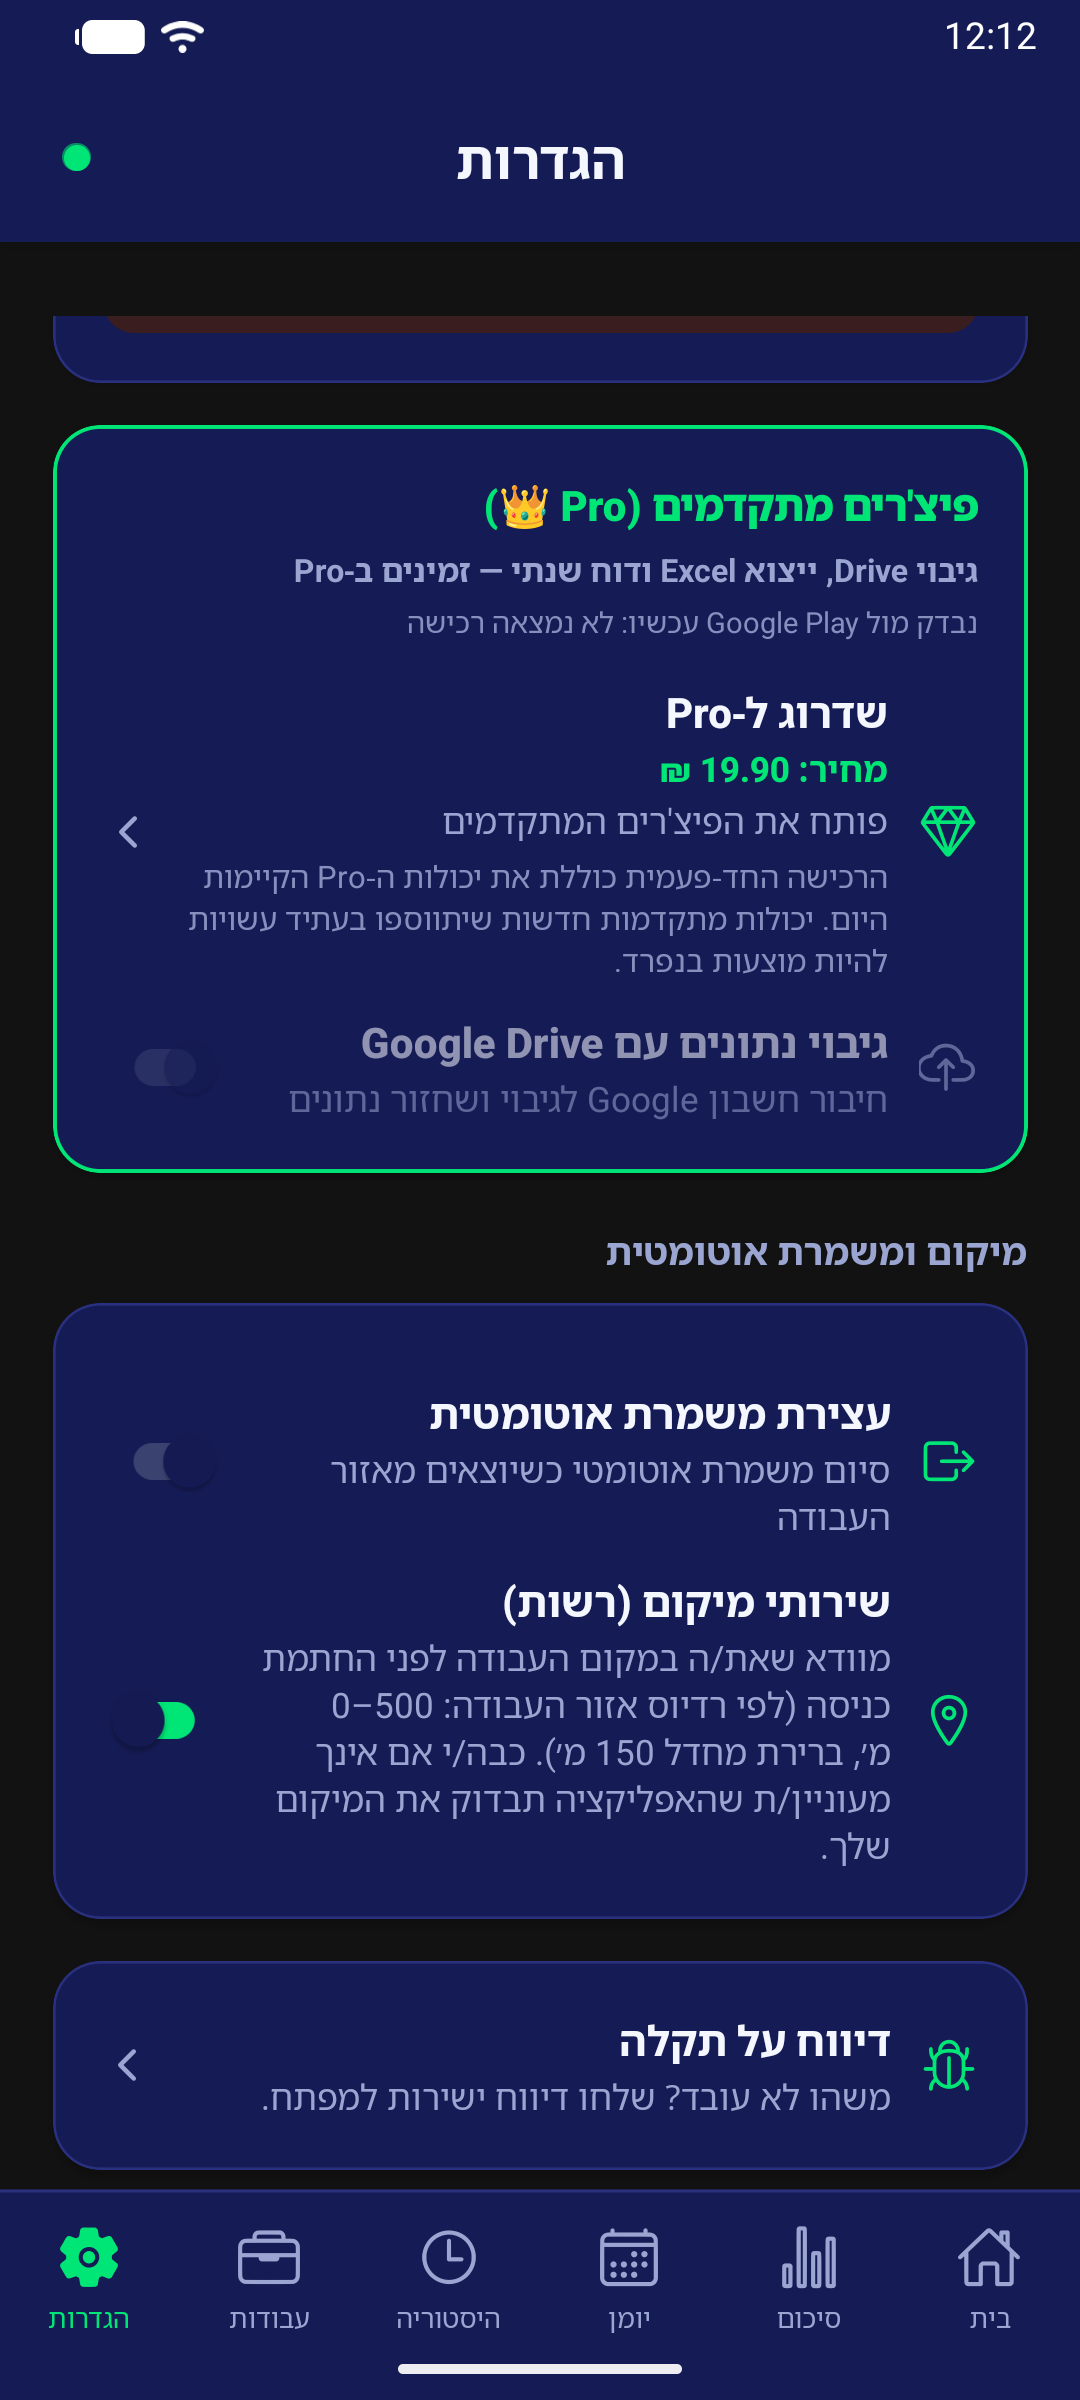 12:12
הגדרות
פיצ'רים מתקדמים (Pro 👑)
גיבוי Drive, ייצוא Excel ודוח שנתי – זמינים ב-Pro
נבדק מול Google Play עכשיו: לא נמצאה רכישה
שדרוג ל-Pro
מחיר: 19.90 ₪
פותח את הפיצ'רים המתקדמים
הרכישה החד-פעמית כוללת את יכולות ה-Pro הקיימות
היום. יכולות מתקדמות חדשות שיתווספו בעתיד עשויות
להיות מוצעות בנפרד.
גיבוי נתונים עם Google Drive
חיבור חשבון Google לגיבוי ושחזור נתונים
מיקום ומשמרת אוטומטית
עצירת משמרת אוטומטית
סיום משמרת אוטומטי כשיוצאים מאזור
העבודה
שירותי מיקום (רשות)
מוודא שאת/ה במקום העבודה לפני החתמת
כניסה (לפי רדיוס אזור העבודה: 500–0
מ׳, ברירת מחדל 150 מ׳). כבה/י אם אינך
מעוניין/ת שהאפליקציה תבדוק את המיקום
שלך.
דיווח על תקלה
משהו לא עובד? שלחו דיווח ישירות למפתח.
בית
סיכום
יומן
היסטוריה
עבודות
הגדרות